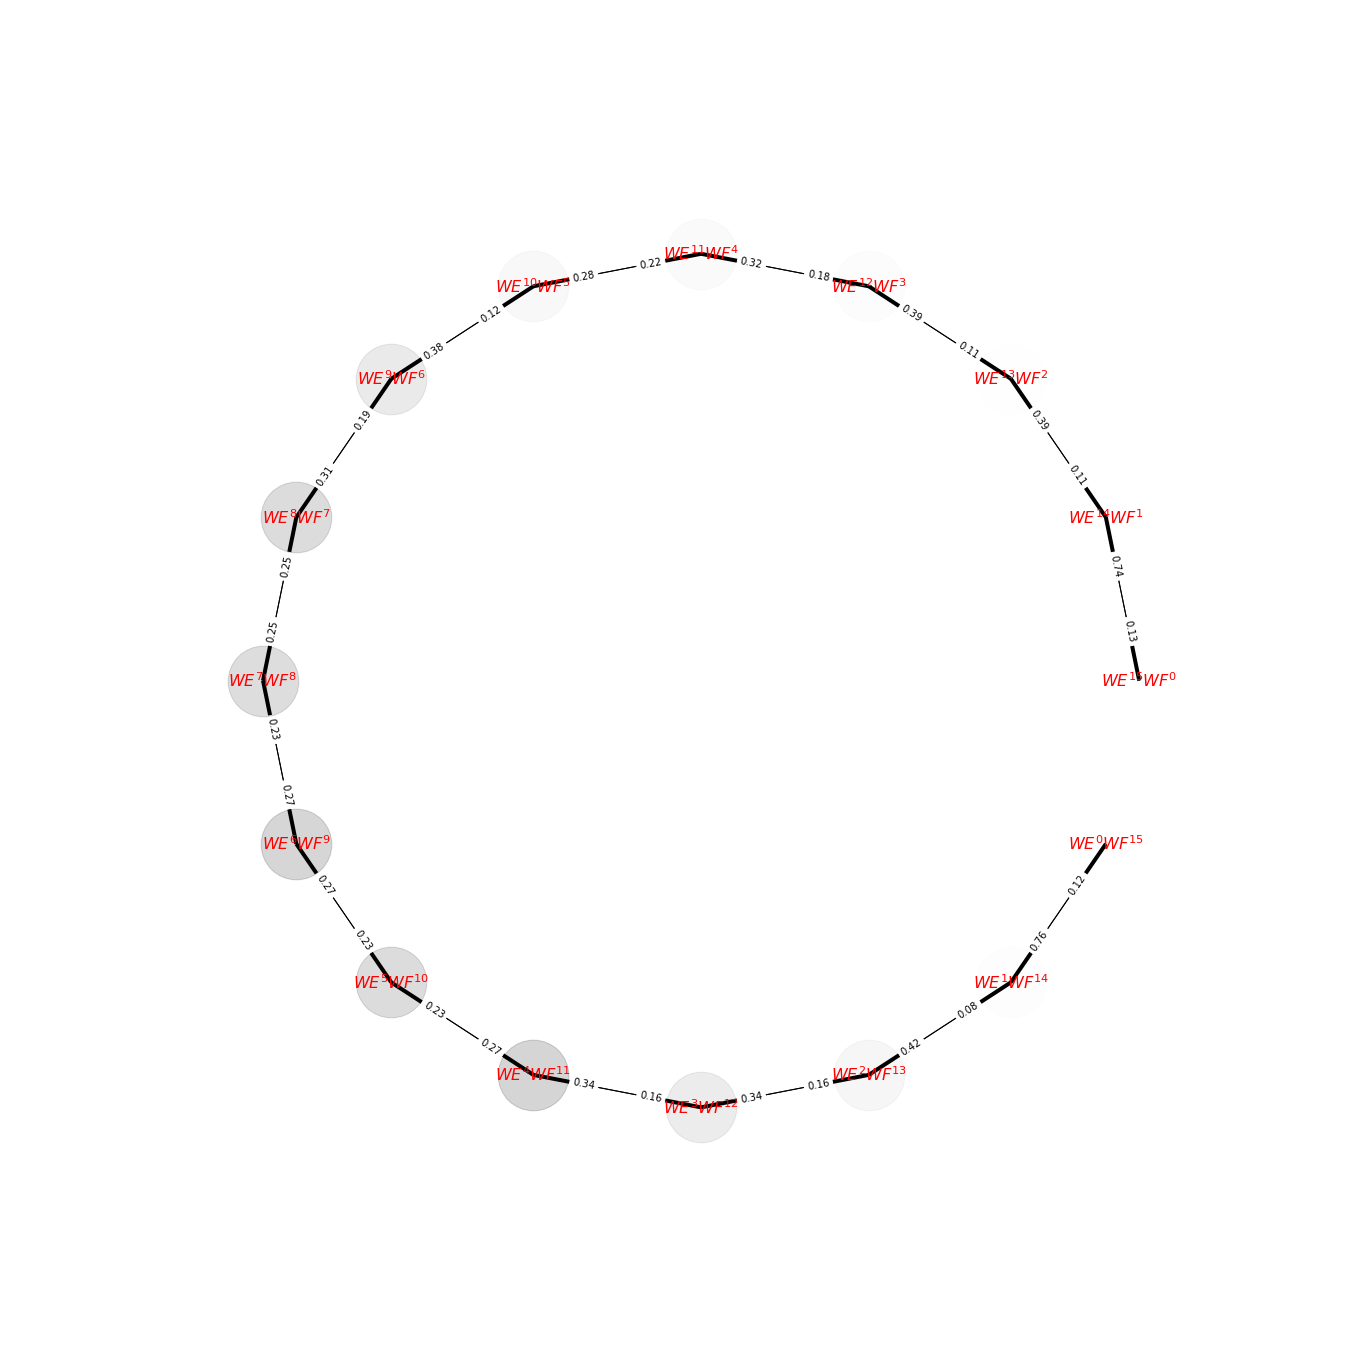 $WE^{11}WF^{4}$
0.22
0.32
0.28
0.18
$WE^{10}WF^{5}$
$WE^{12}WF^{3}$
0.12
0.39
0.38
0.11
$WE^{9}WF^{6}$
$WE^{13}WF^{2}$
0.19
0.39
0.31
0.11
$WE^{8}WF^{7}$
$WE^{14}WF^{1}$
0.25
0.74
0.25
0.13
$WE^{7}WF^{8}$
$WE^{15}WF^{0}$
0.23
0.27
$WE^{6}WF^{9}$
$WE^{0}WF^{15}$
0.27
0.12
0.23
0.76
$WE^{5}WF^{10}$
$WE^{1}WF^{14}$
0.23
0.08
0.27
0.42
$WE^{4}WF^{11}$
$WE^{2}WF^{13}$
0.34
0.16
0.16
0.34
$WE^{3}WF^{12}$